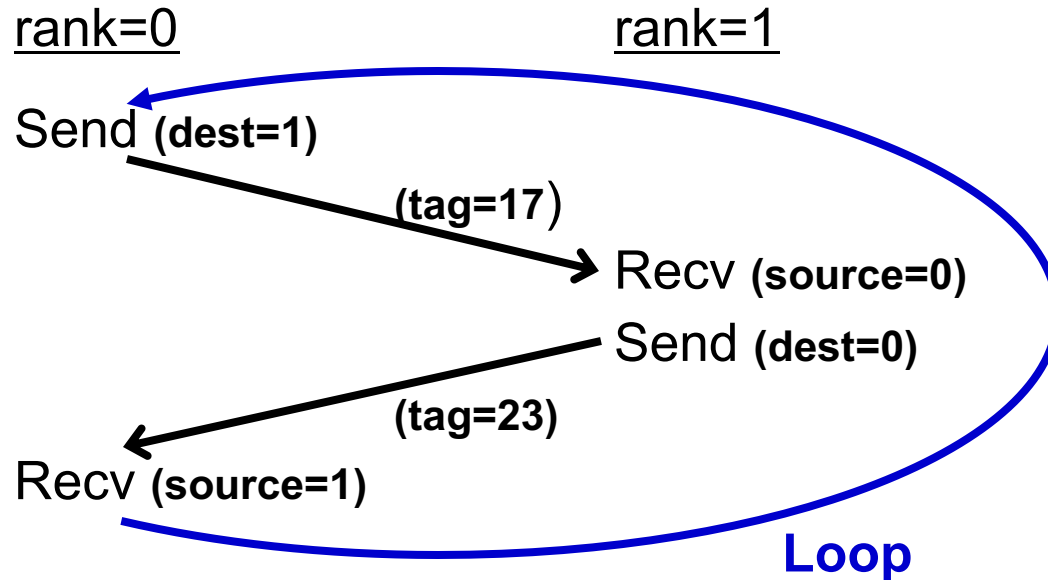 rank=0
rank=1
Send (dest=1)
(tag=17)
Recv (source=0)
Send (dest=0)
(tag=23)
Recv (source=1)
Loop